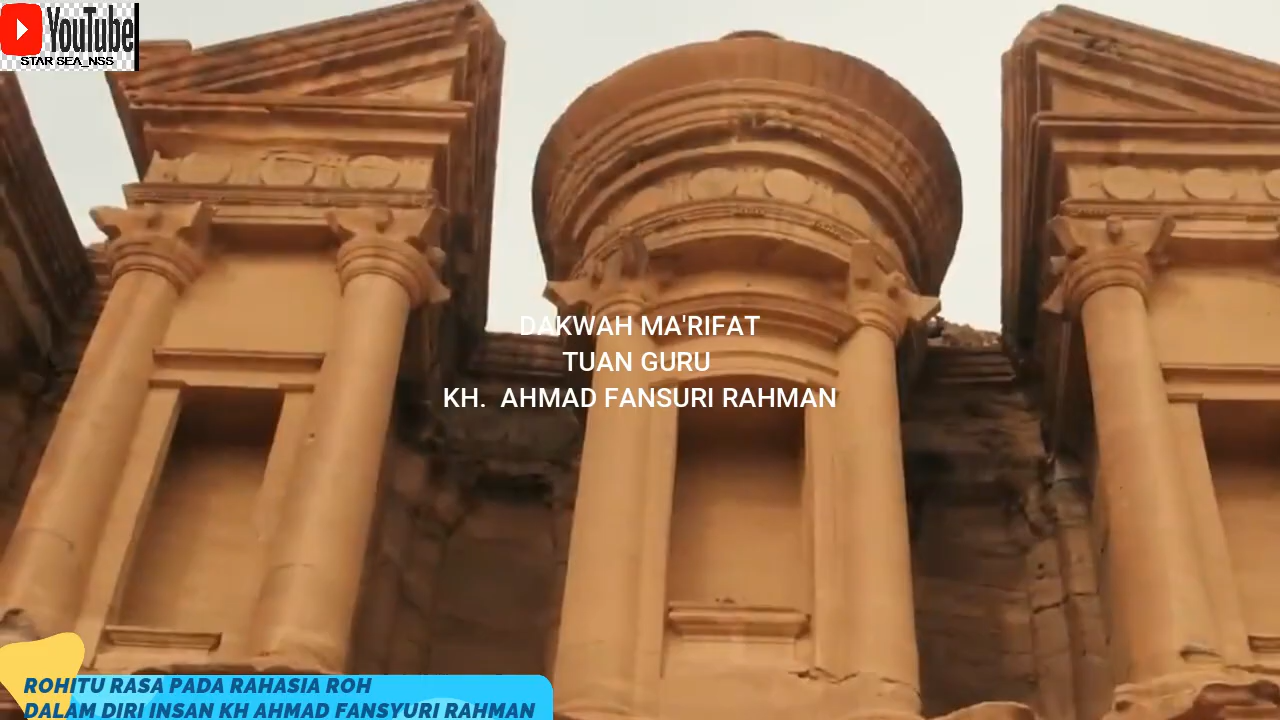 YouTube
STAR SEA_NSS
DAKWAH MA'RIFAT
TUAN GURU
KH. AHMAD FANSURI RAHMAN
ROHITU RASA PADA RAHASIA ROH
DALAM DIRI INSAN KH AHMAD FANSYURI RAHMAN